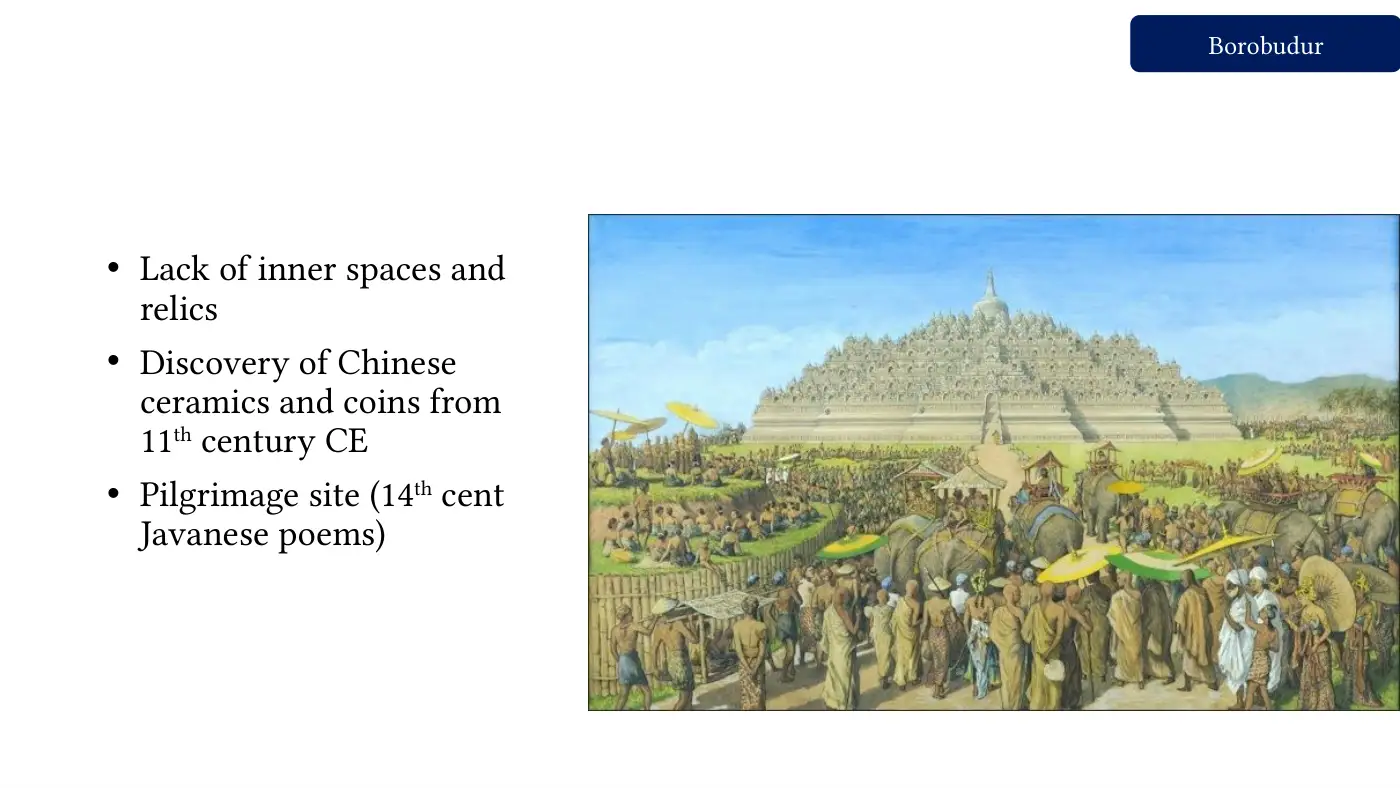 Borobudur
• Lack of inner spaces and
relics
• Discovery of Chinese
ceramics and coins from
11th century CE
• Pilgrimage site (14th cent
Javanese poems)